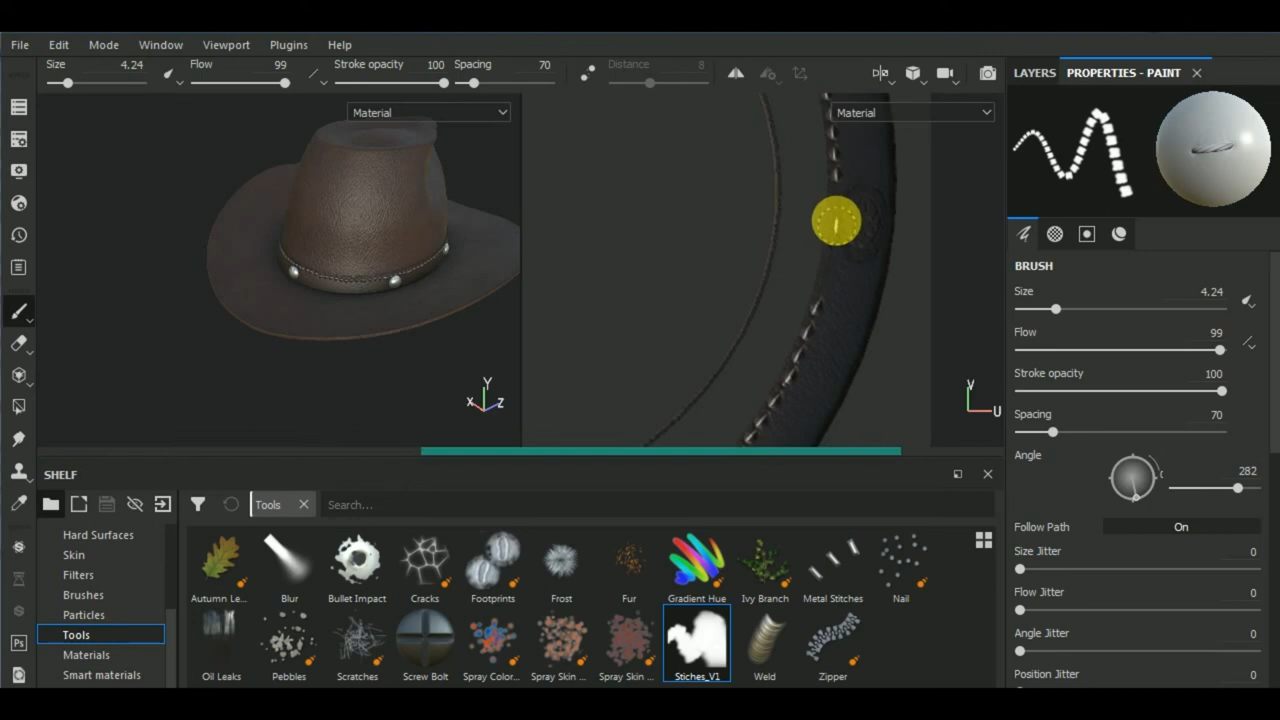 File Edit Mode Window Viewport Plugins Help
Size 4.24 Flow 99 Stroke opacity 100 Spacing 70 Distance 8
LAYERS PROPERTIES - PAINT
Material Material
Y
X Z
V
U
BRUSH
Size 4.24
Flow 99
Stroke opacity 100
Spacing 70
Angle
282
Follow Path On
Size Jitter 0
Flow Jitter 0
Angle Jitter 0
Position Jitter
SHELF
Tools Search...
Hard Surfaces
Skin
Filters
Brushes
Particles
Tools
Materials
Smart materials
Autumn Le... Blur Bullet Impact Cracks Footprints Frost Fur Gradient Hue Ivy Branch Metal Stitches Nail
Oil Leaks Pebbles Scratches Screw Bolt Spray Color... Spray Skin ... Spray Skin ... Stiches_V1 Weld Zipper
Ps